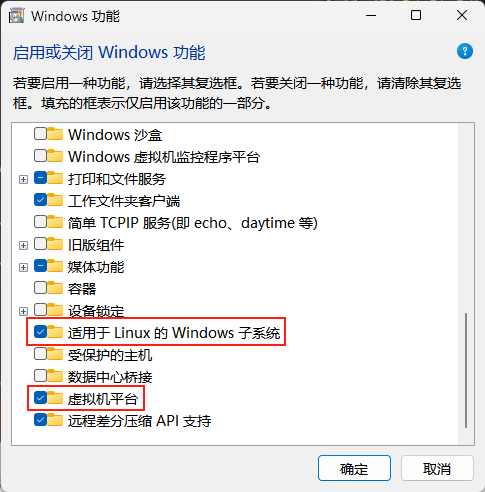 Windows 功能
启用或关闭 Windows 功能
若要启用一种功能，请选择其复选框。若要关闭一种功能，请清除其复选
框。填充的框表示仅启用该功能的一部分。
Windows 沙盒
Windows 虚拟机监控程序平台
打印和文件服务
工作文件夹客户端
简单 TCPIP 服务(即 echo、daytime 等)
旧版组件
媒体功能
容器
设备锁定
适用于 Linux 的 Windows 子系统
受保护的主机
数据中心桥接
虚拟机平台
远程差分压缩 API 支持
确定
取消